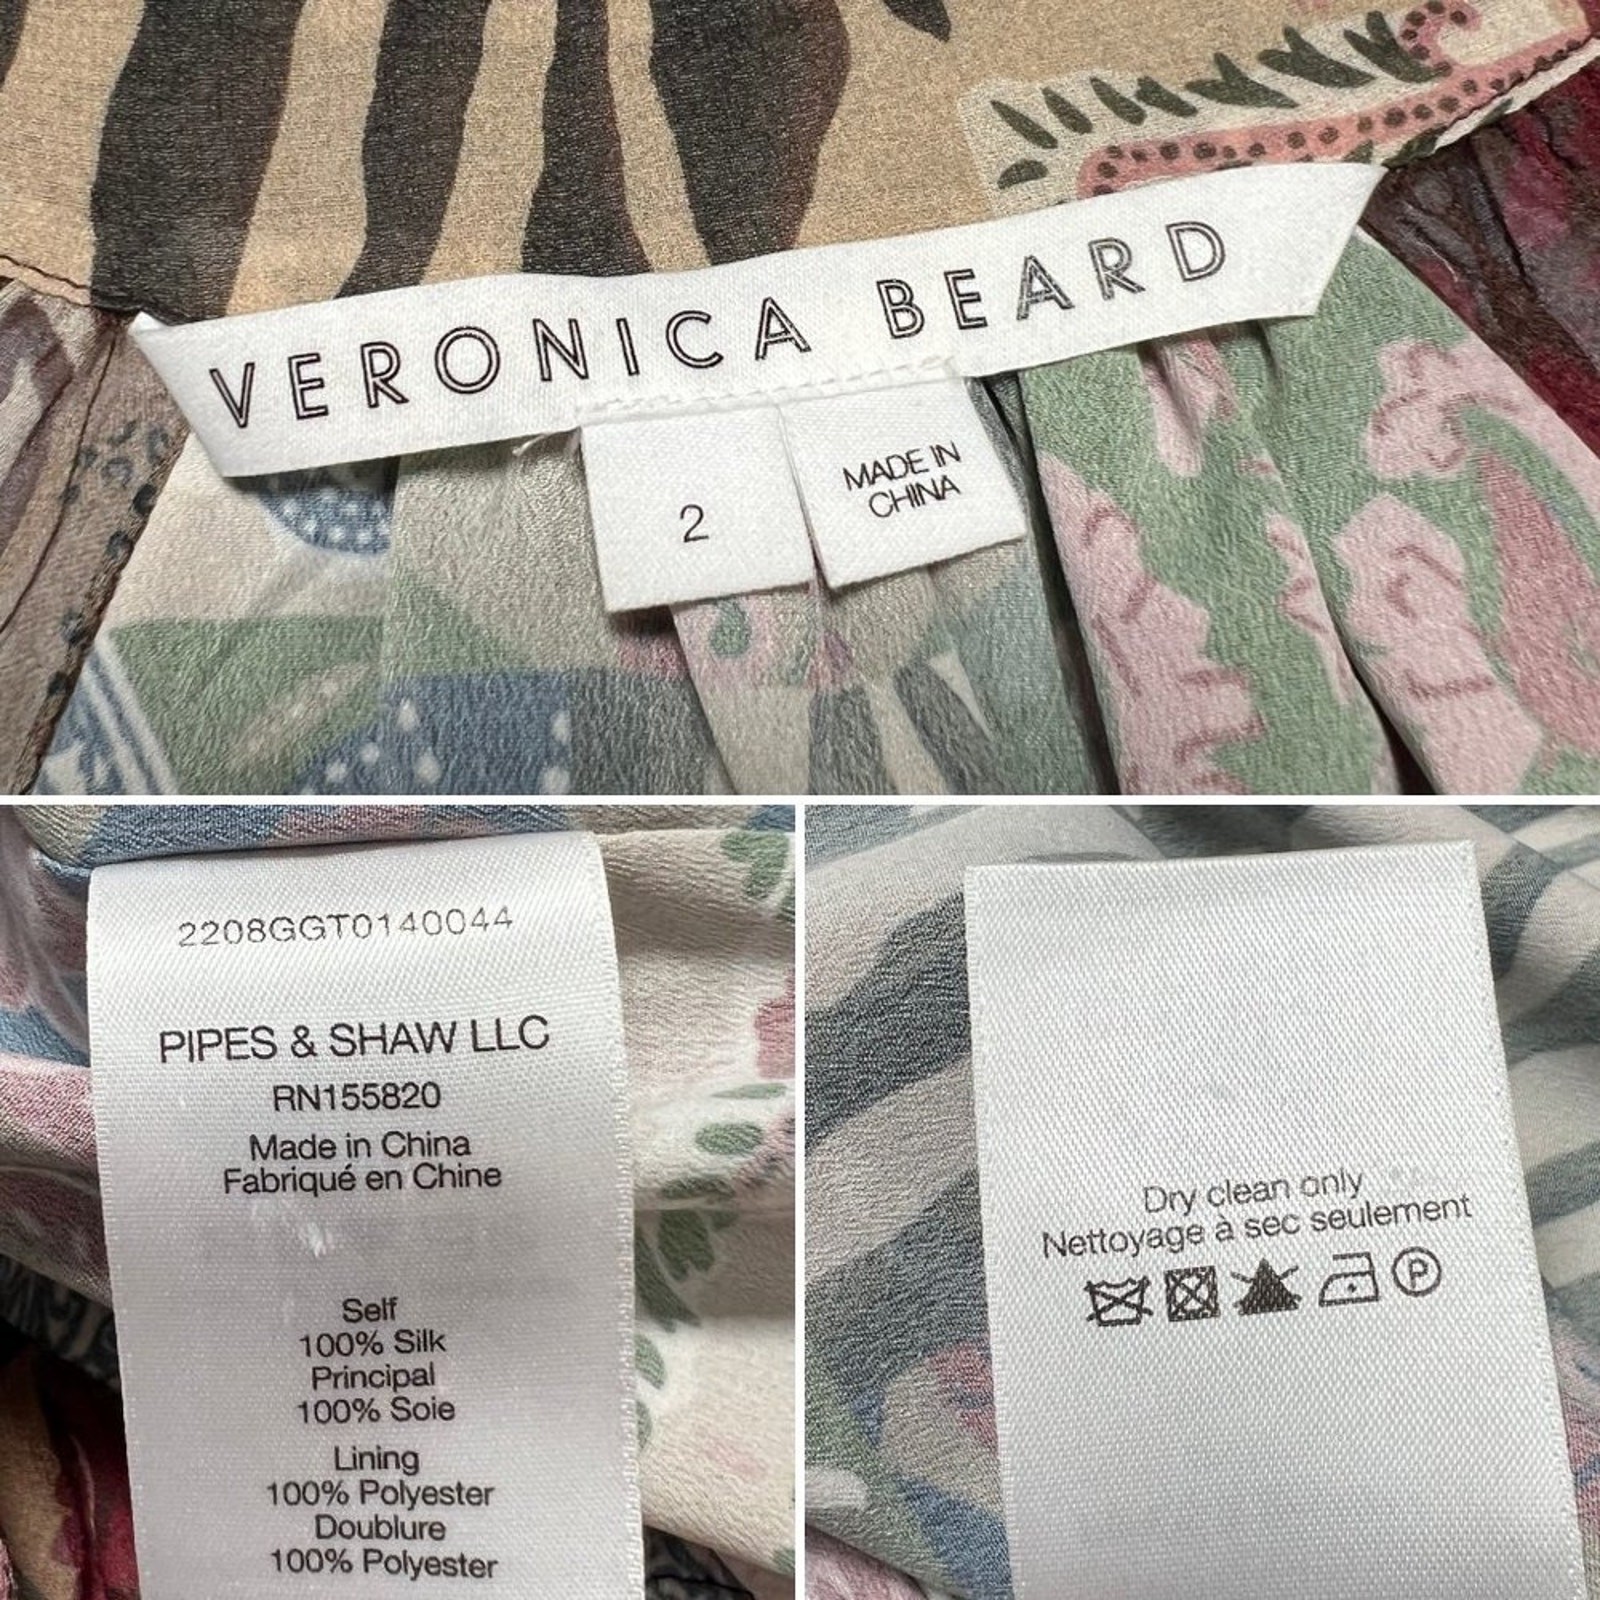 VERONICA BEARD
2
MADE IN
CHINA
2208GGT0140044
PIPES & SHAW LLC
RN155820
Made in China
Fabriqué en Chine
Self
100% Silk
Principal
100% Soie
Lining
100% Polyester
Doublure
100% Polyester
Dry clean only
Nettoyage à sec seulement
P